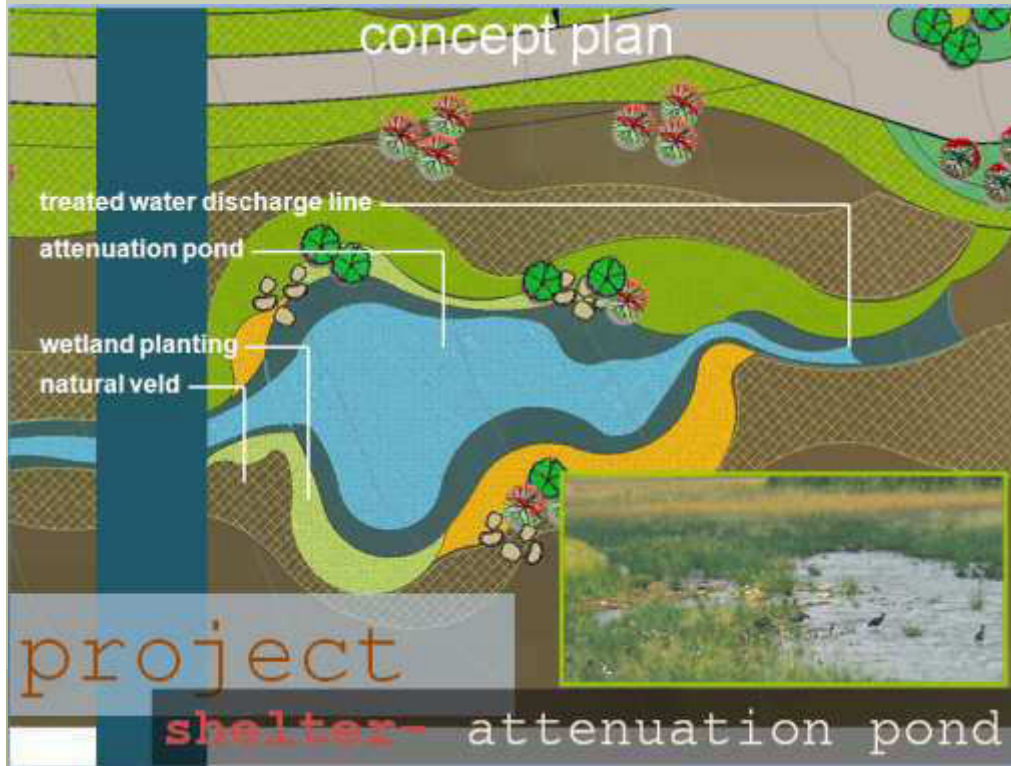 concept plan
treated water discharge line
attenuation pond
wetland planting
natural veld
project
shelter- attenuation pond